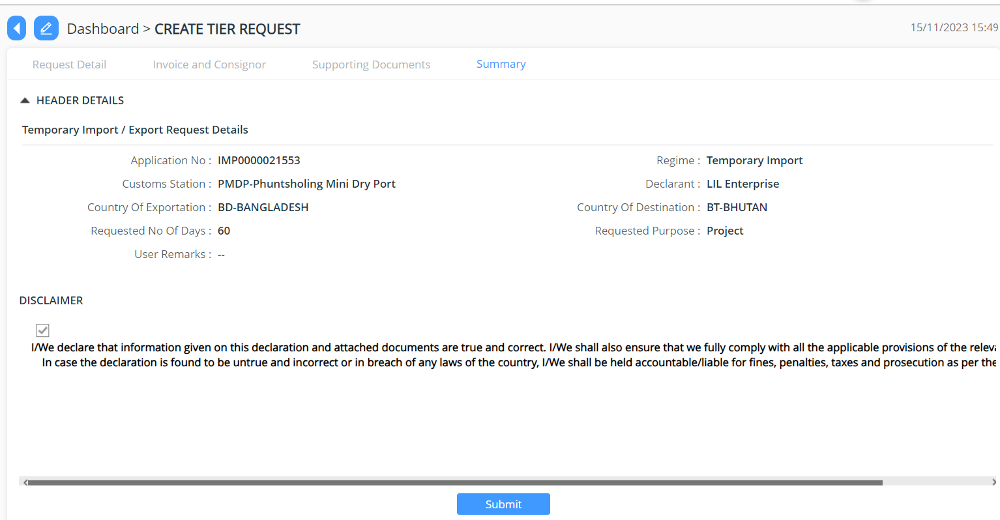 Dashboard > CREATE TIER REQUEST
15/11/2023 15:49
Request Detail Invoice and Consignor Supporting Documents Summary
HEADER DETAILS
Temporary Import / Export Request Details
Application No : IMP0000021553 Regime : Temporary Import
Customs Station : PMDP-Phuntsholing Mini Dry Port Declarant : LIL Enterprise
Country Of Exportation : BD-BANGLADESH Country Of Destination : BT-BHUTAN
Requested No Of Days : 60 Requested Purpose : Project
User Remarks : --
DISCLAIMER
I/We declare that information given on this declaration and attached documents are true and correct. I/We shall also ensure that we fully comply with all the applicable provisions of the
In case the declaration is found to be untrue and incorrect or in breach of any laws of the country, I/We shall be held accountable/liable for fines, penalties, taxes and prosecution as per the
Submit